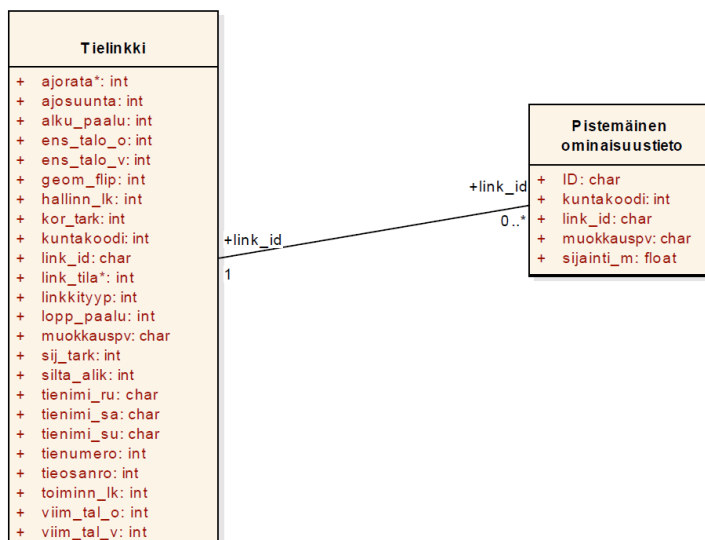 Tielinkki
+ ajorata*: int
+ ajosuunta: int
+ alku_paalu: int
+ ens_talo_o: int
+ ens_talo_v: int
+ geom_flip: int
+ hallinn_lk: int
+ kor_tark: int
+ kuntakoodi: int
+ link_id: char
+ link_tila*: int
+ linkkityyp: int
+ lopp_paalu: int
+ muokkauspv: char
+ sij_tark: int
+ silta_alik: int
+ tienimi_ru: char
+ tienimi_sa: char
+ tienimi_su: char
+ tienumero: int
+ tieosanro: int
+ toiminn_lk: int
+ viim_tal_o: int
+ viim_tal_v: int
+link_id
1
+link_id
0..*
Pistemäinen
ominaisuustieto
+ ID: char
+ kuntakoodi: int
+ link_id: char
+ muokkauspv: char
+ sijainti_m: float